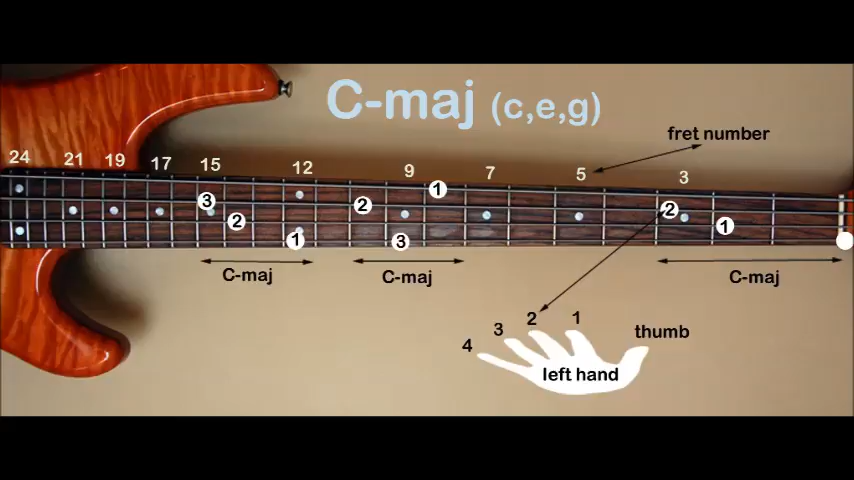 C-maj (c,e,g)
fret number
24 21 19 17 15 12 9 7 5 3
1
3 2 2
2 1
1 3
C-maj C-maj C-maj
4 3 2 1 thumb
left hand